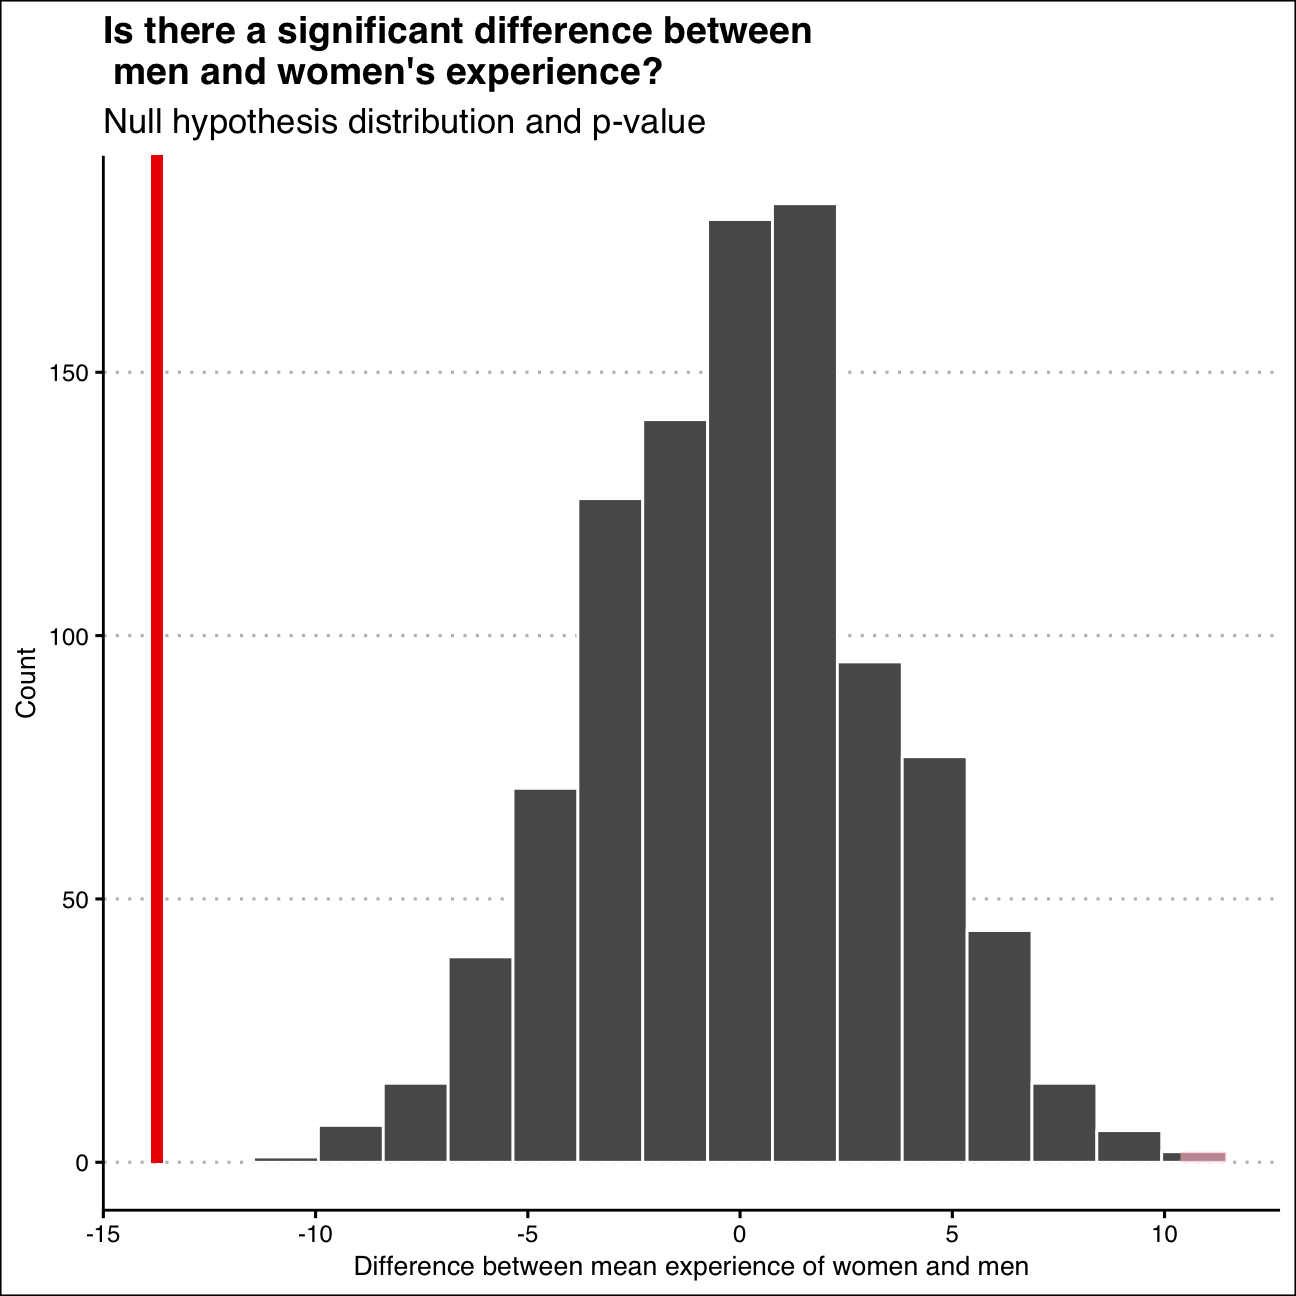 Is there a significant difference between
men and women's experience?
Null hypothesis distribution and p-value
150
100
50
0
Count
-15
-10
-5
0
5
10
Difference between mean experience of women and men